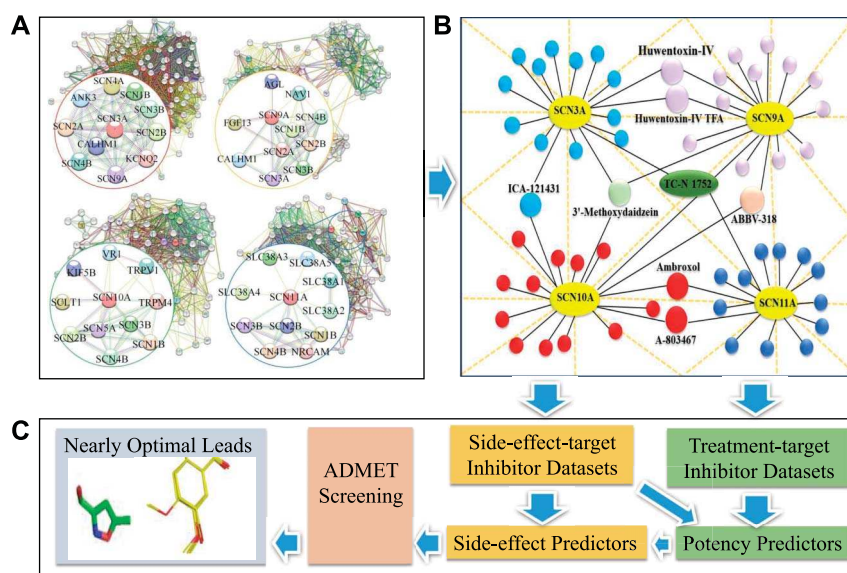 A
SCN4A
SCN1B
ANK3
SCN3B
SCN3A
SCN2A
SCN2B
CALHM1
SCN4B
KCNQ2
SCN9A
AGL
NAV1
SCN9A
SCN4B
FGF13
SCN1B
SCN2B
SCN2A
CALHM1
SCN3B
SCN3A
VR1
KIF5B
TRPV1
SCN10A
SOLT1
TRPM4
SCN5A
SCN3B
SCN2B
SCN1B
SCN4B
SLC38A3
SLC38A5
SLC38A1
SLC38A4
SCN11A
SLC38A2
SCN3B
SCN2B
SCN1B
SCN4B
NRCAM
B
Huwentoxin-IV
SCN3A
SCN9A
Huwentoxin-IV TFA
TC-N 1752
ICA-121431
3'-Methoxydaidzein
ABBV-318
Ambroxol
SCN10A
SCN11A
A-803467
C
Nearly Optimal Leads
ADMET
Screening
Side-effect-target
Inhibitor Datasets
Treatment-target
Inhibitor Datasets
Side-effect Predictors
Potency Predictors